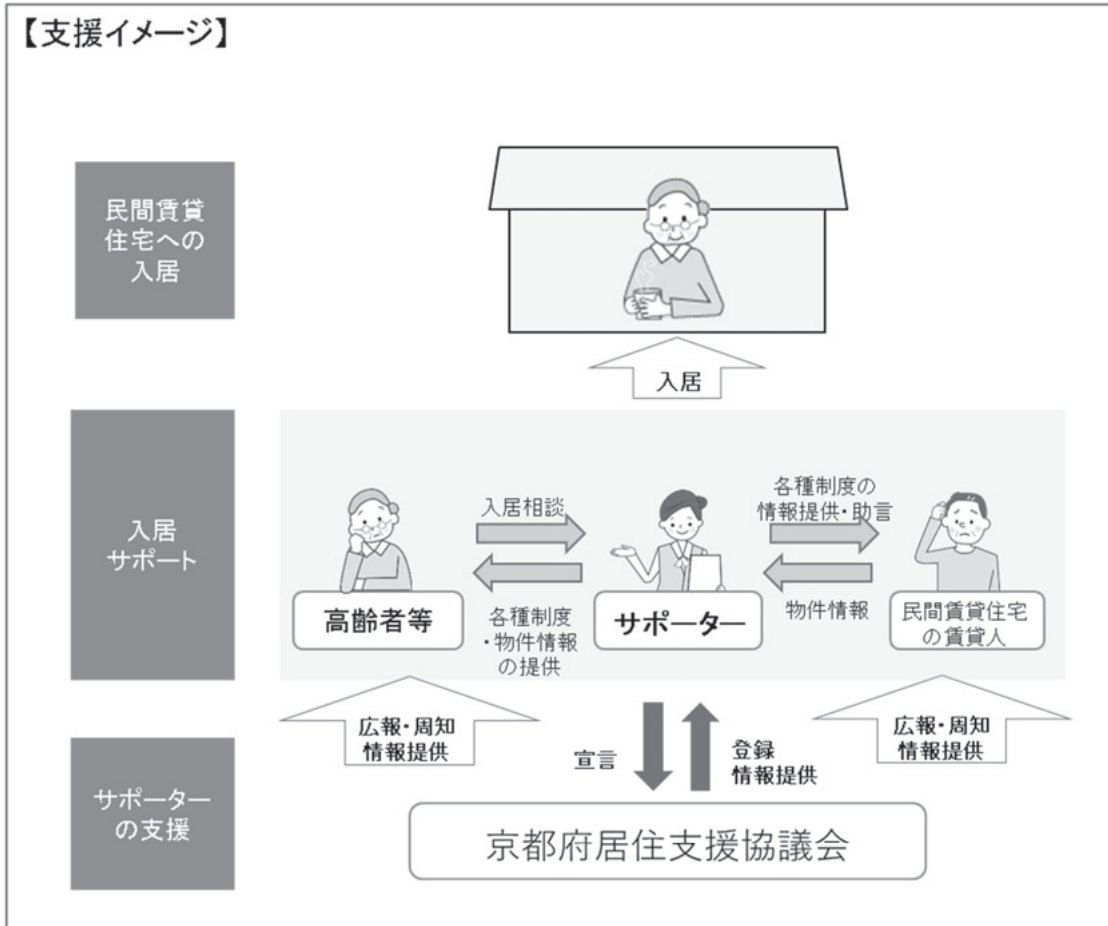 【支援イメージ】
民間賃貸
住宅への
入居
入居
入居
サポート
入居相談
各種制度の
情報提供・助言
高齢者等
各種制度
・物件情報
の提供
サポーター
物件情報
民間賃貸住宅
の賃貸人
広報・周知
情報提供
宣言
登録
情報提供
広報・周知
情報提供
サポーター
の支援
京都府居住支援協議会